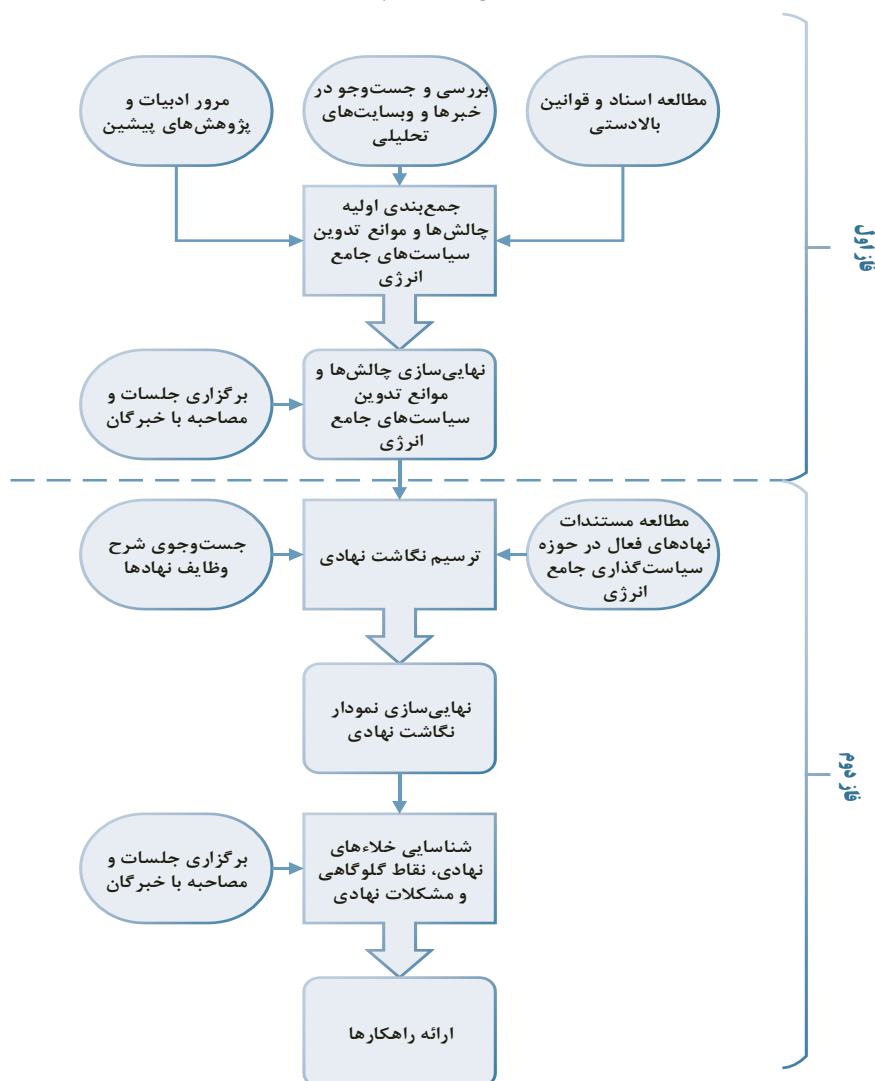 مطالعه اسناد و قوانین
بالادستی
بررسی و جست‌وجو در
خبرها و وبسایت‌های
تحلیلی
مرور ادبیات و
پژوهش‌های پیشین
جمع‌بندی اولیه
چالش‌ها و موانع تدوین
سیاست‌های جامع
انرژی
فاز اول
نهایی‌سازی چالش‌ها و
موانع تدوین
سیاست‌های جامع
انرژی
برگزاری جلسات و
مصاحبه با خبرگان
مطالعه مستندات
نهادهای فعال در حوزه
سیاست‌گذاری جامع
انرژی
ترسیم نگاشت نهادی
جست‌وجوی شرح
وظایف نهادها
نهایی‌سازی نمودار
نگاشت نهادی
فاز دوم
شناسایی خلاءهای
نهادی، نقاط گلوگاهی
و مشکلات نهادی
برگزاری جلسات و
مصاحبه با خبرگان
ارائه راهکارها